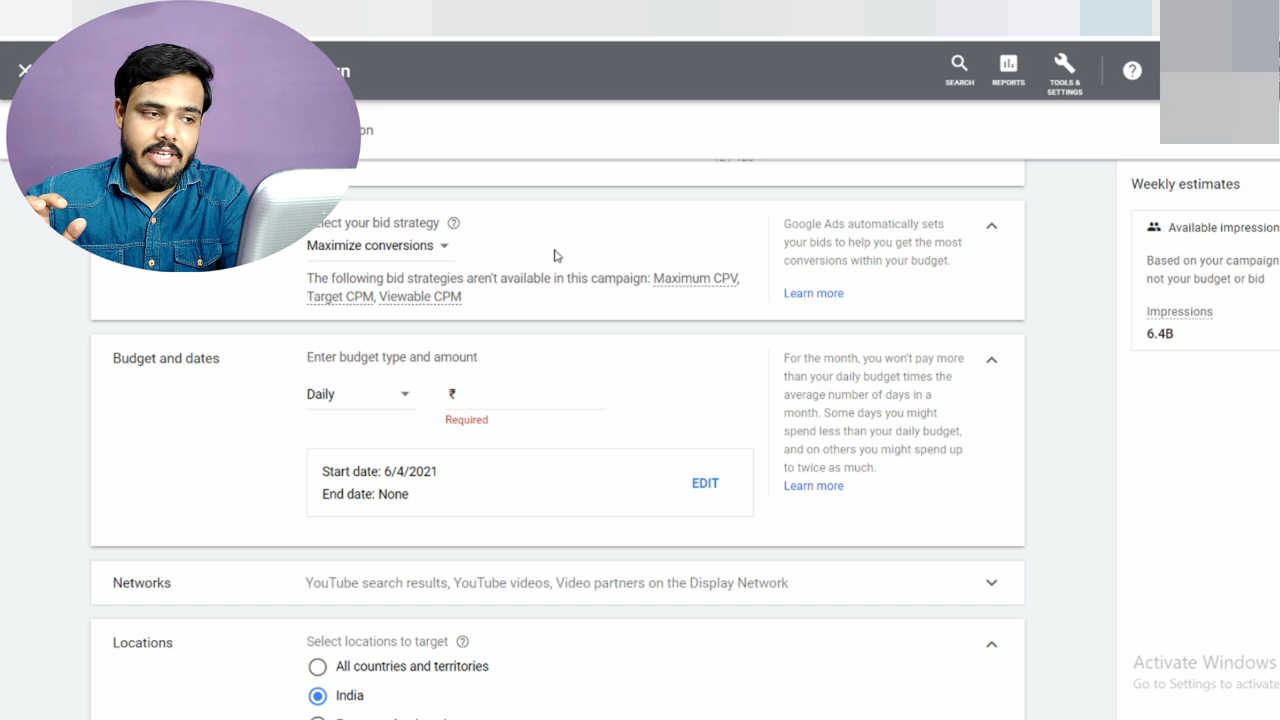 SEARCH
REPORTS
TOOLS &
SETTINGS
Weekly estimates
Select your bid strategy
Maximize conversions
The following bid strategies aren't available in this campaign: Maximum CPV,
Target CPM, Viewable CPM
Google Ads automatically sets
your bids to help you get the most
conversions within your budget.
Learn more
Available impression
Based on your campaign
not your budget or bid
Impressions
6.4B
Budget and dates
Enter budget type and amount
Daily
₹
Required
Start date: 6/4/2021
End date: None
EDIT
For the month, you won't pay more
than your daily budget times the
average number of days in a
month. Some days you might
spend less than your daily budget,
and on others you might spend up
to twice as much.
Learn more
Networks
YouTube search results, YouTube videos, Video partners on the Display Network
Locations
Select locations to target
All countries and territories
India
Activate Windows
Go to Settings to activate